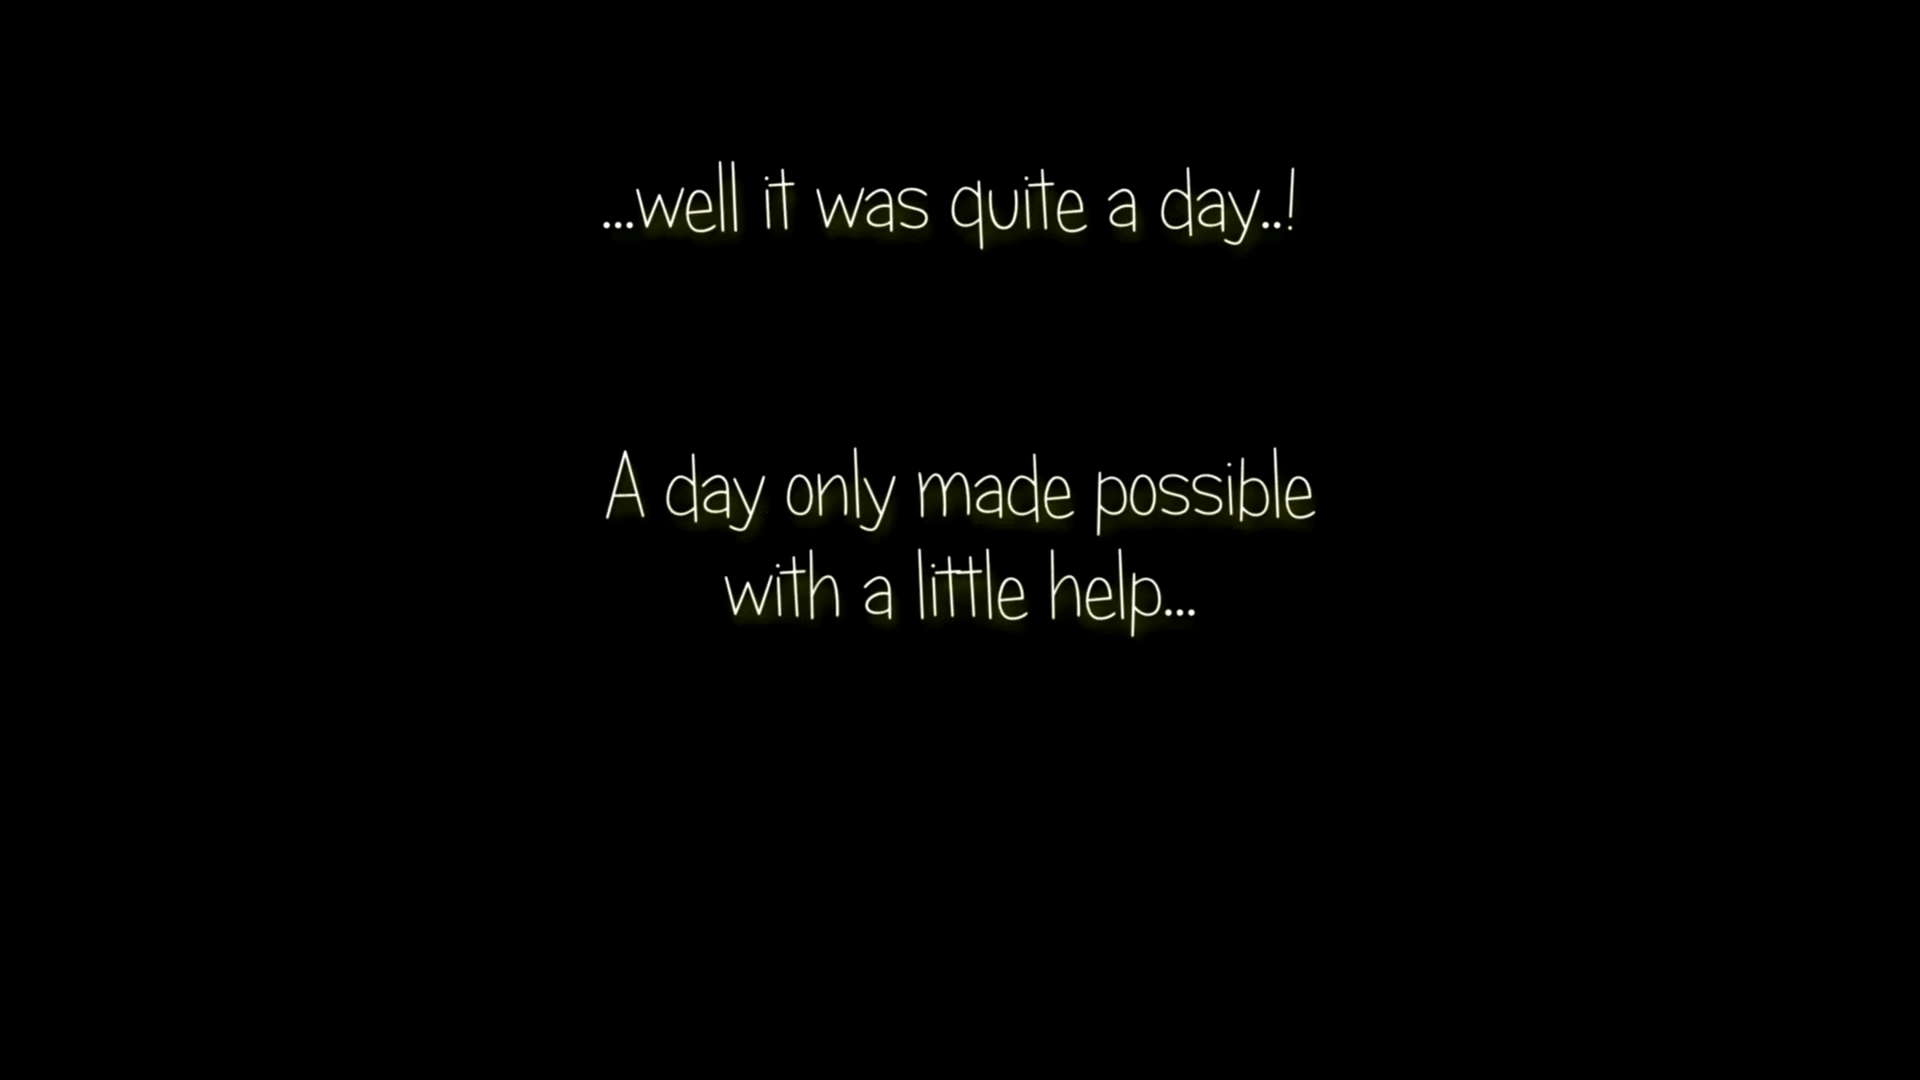 ...well it was quite a day..!
A day only made possible
with a little help...